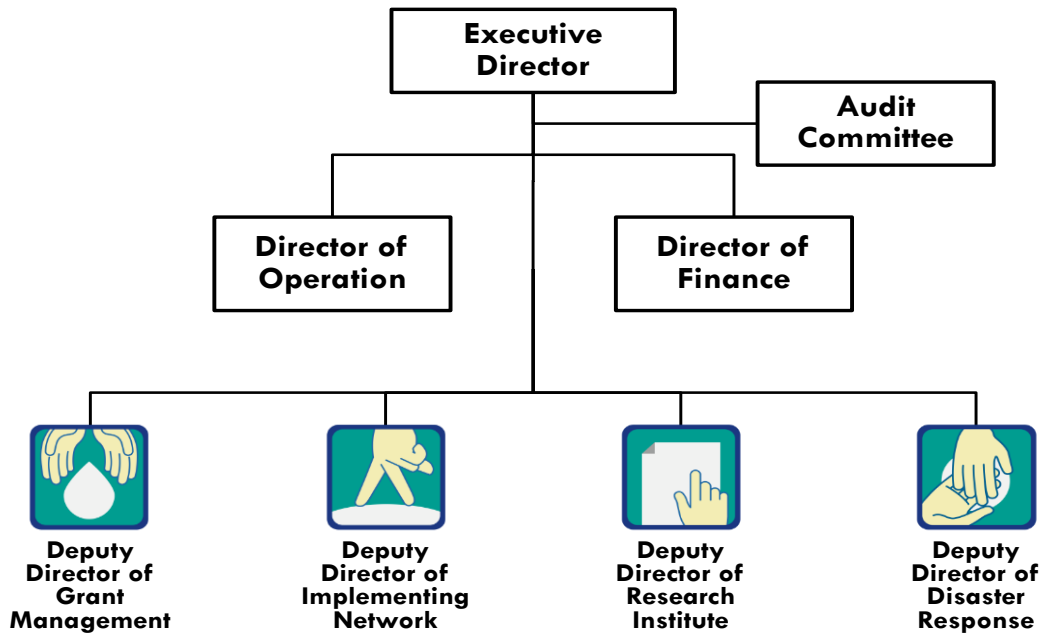 Executive
Director
Audit
Committee
Director of
Operation
Director of
Finance
Deputy
Director of
Grant
Management
Deputy
Director of
Implementing
Network
Deputy
Director of
Research
Institute
Deputy
Director of
Disaster
Response